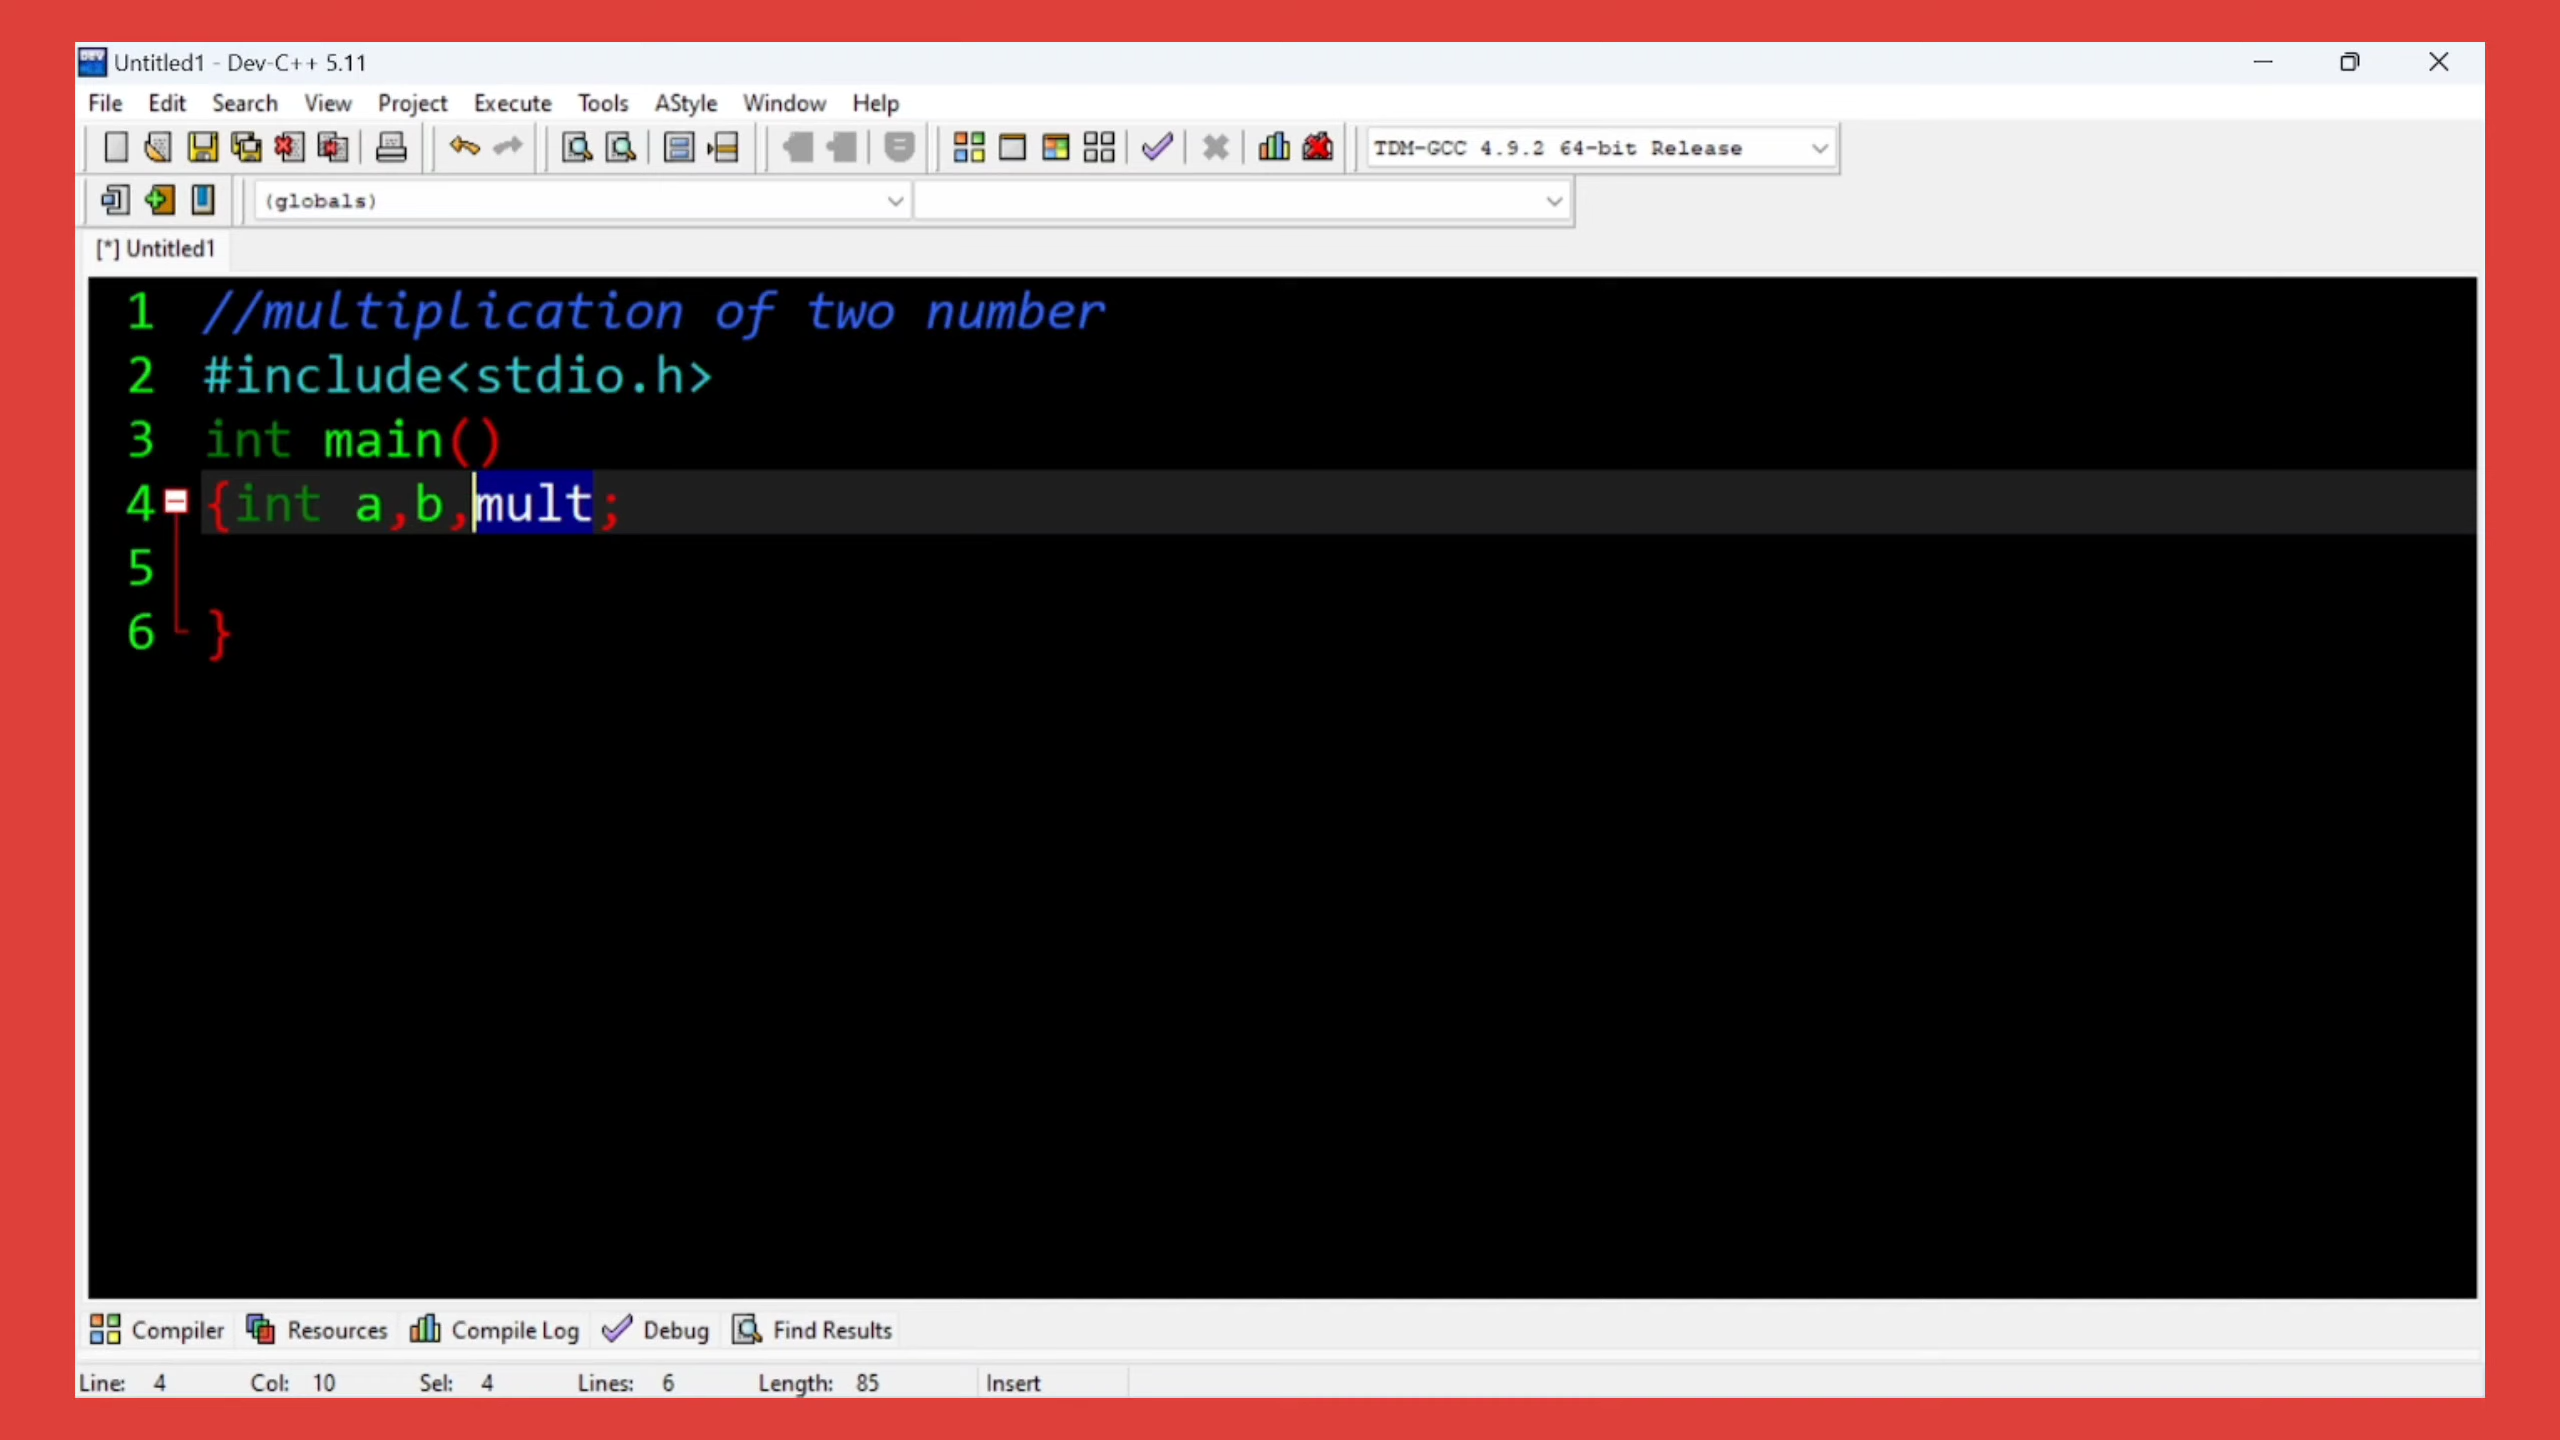 Untitled1 - Dev-C++ 5.11
File Edit Search View Project Execute Tools AStyle Window Help
TDM-GCC 4.9.2 64-bit Release
(globals)
[*] Untitled1
1 //multiplication of two number
2 #include<stdio.h>
3 int main()
4 {int a,b,mult;
5
6 }
Compiler Resources Compile Log Debug Find Results
Line: 4 Col: 10 Sel: 4 Lines: 6 Length: 85 Insert